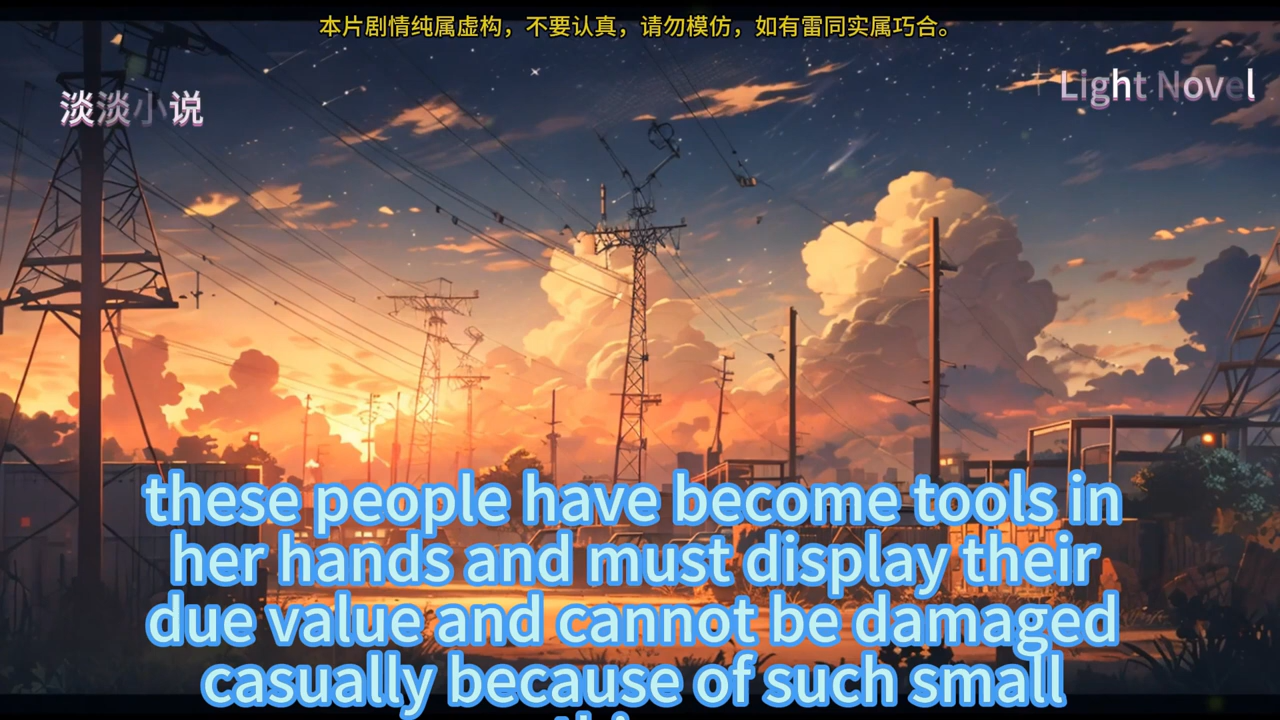 本片剧情纯属虚构，不要认真，请勿模仿，如有雷同实属巧合。
淡淡小说
Light Novel
these people have become tools in
her hands and must display their
due value and cannot be damaged
casually because of such small